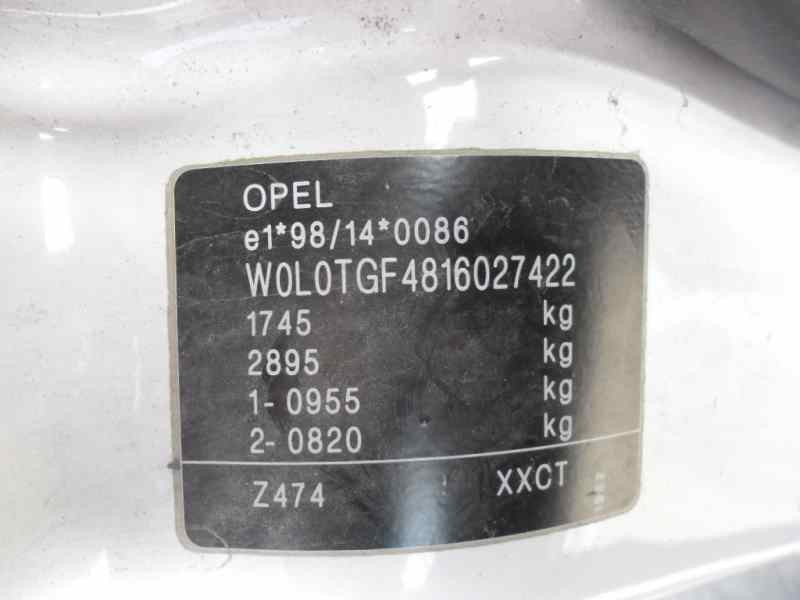 OPEL
e1*98/14*0086
W0L0TGF4816027422
1745 kg
2895 kg
1- 0955 kg
2- 0820 kg
Z474 XXCT